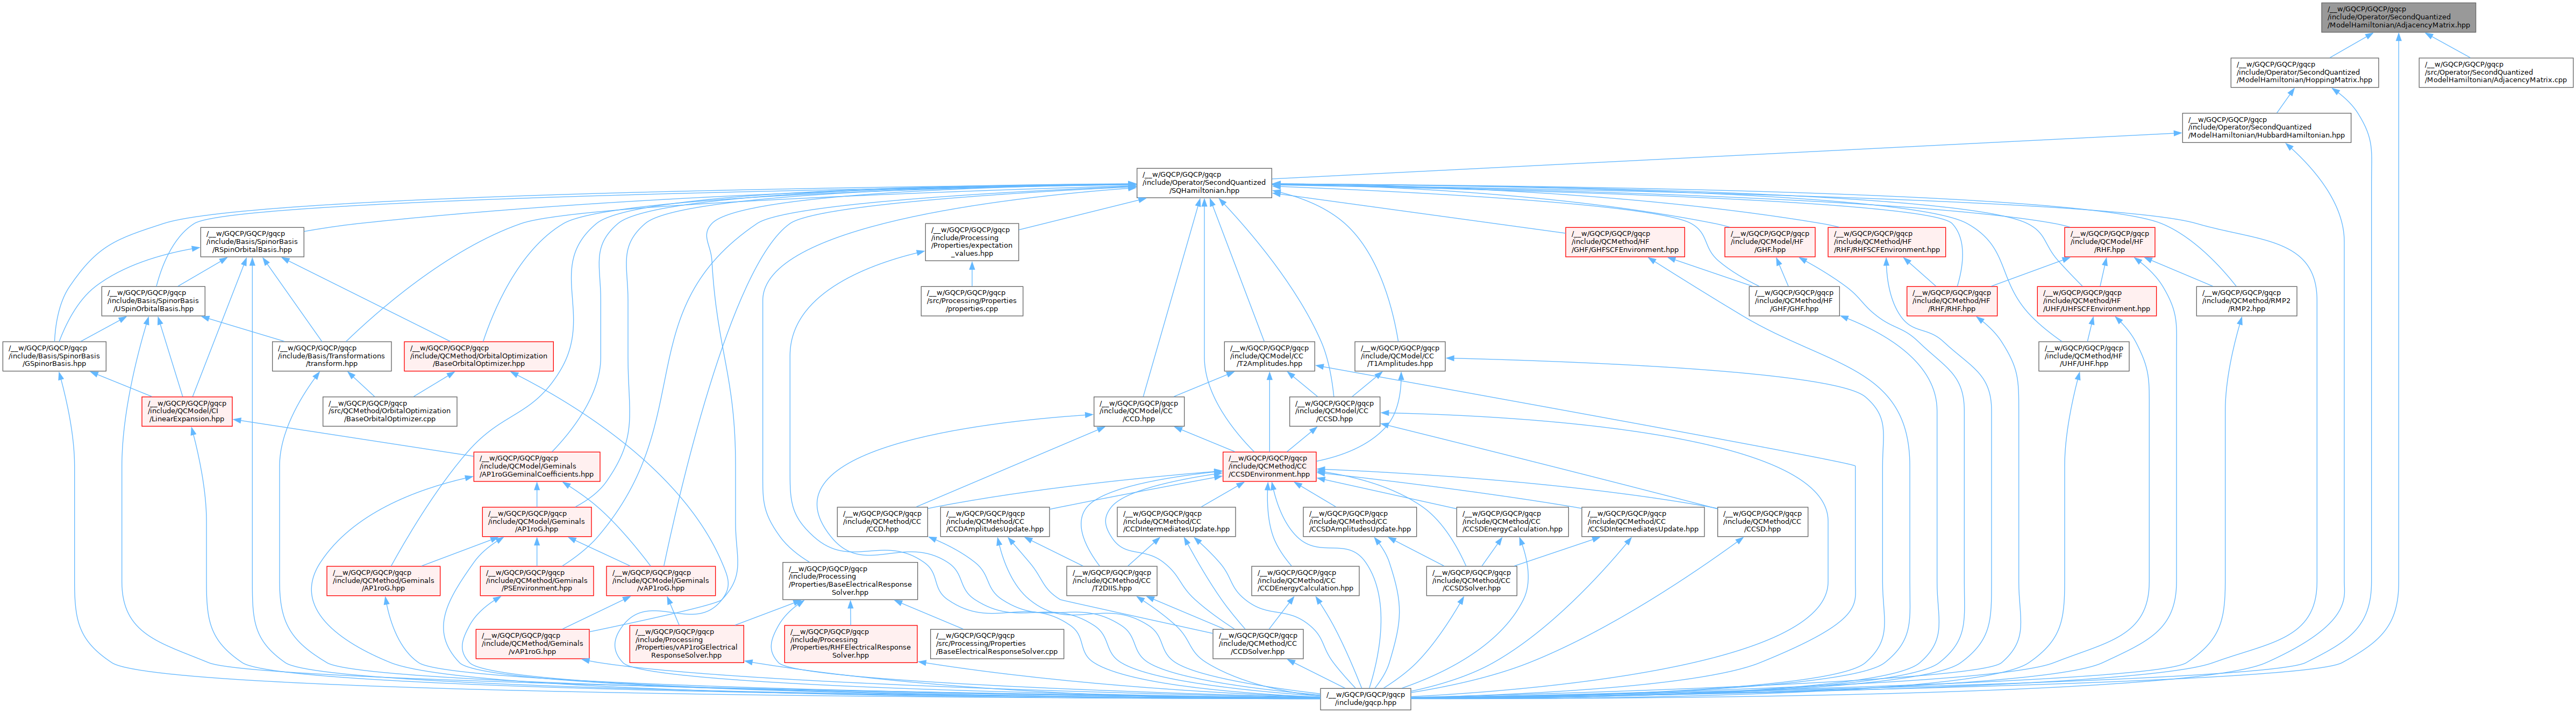 /__w/GQCP/GQCP/gqcp
/include/Operator/SecondQuantized
/ModelHamiltonian/AdjacencyMatrix.hpp
/__w/GQCP/GQCP/gqcp
/include/Operator/SecondQuantized
/ModelHamiltonian/HoppingMatrix.hpp
/__w/GQCP/GQCP/gqcp
/src/Operator/SecondQuantized
/ModelHamiltonian/AdjacencyMatrix.cpp
/__w/GQCP/GQCP/gqcp
/include/Operator/SecondQuantized
/ModelHamiltonian/HubbardHamiltonian.hpp
/__w/GQCP/GQCP/gqcp
/include/Operator/SecondQuantized
/SQHamiltonian.hpp
/__w/GQCP/GQCP/gqcp
/include/Basis/SpinorBasis
/RSpinOrbitalBasis.hpp
/__w/GQCP/GQCP/gqcp
/include/Processing
/Properties/expectation
_values.hpp
/__w/GQCP/GQCP/gqcp
/include/QCMethod/HF
/GHF/GHFSCFEnvironment.hpp
/__w/GQCP/GQCP/gqcp
/include/QCModel/HF
/GHF.hpp
/__w/GQCP/GQCP/gqcp
/include/QCMethod/HF
/RHF/RHFSCFEnvironment.hpp
/__w/GQCP/GQCP/gqcp
/include/QCModel/HF
/RHF.hpp
/__w/GQCP/GQCP/gqcp
/include/Basis/SpinorBasis
/USpinOrbitalBasis.hpp
/__w/GQCP/GQCP/gqcp
/src/Processing/Properties
/properties.cpp
/__w/GQCP/GQCP/gqcp
/include/QCMethod/HF
/GHF/GHF.hpp
/__w/GQCP/GQCP/gqcp
/include/QCMethod/HF
/RHF/RHF.hpp
/__w/GQCP/GQCP/gqcp
/include/QCMethod/HF
/UHF/UHFSCFEnvironment.hpp
/__w/GQCP/GQCP/gqcp
/include/QCMethod/RMP2
/RMP2.hpp
/__w/GQCP/GQCP/gqcp
/include/Basis/SpinorBasis
/GSpinorBasis.hpp
/__w/GQCP/GQCP/gqcp
/include/Basis/Transformations
/transform.hpp
/__w/GQCP/GQCP/gqcp
/include/QCMethod/OrbitalOptimization
/BaseOrbitalOptimizer.hpp
/__w/GQCP/GQCP/gqcp
/include/QCModel/CC
/T2Amplitudes.hpp
/__w/GQCP/GQCP/gqcp
/include/QCModel/CC
/T1Amplitudes.hpp
/__w/GQCP/GQCP/gqcp
/include/QCMethod/HF
/UHF/UHF.hpp
/__w/GQCP/GQCP/gqcp
/include/QCModel/CI
/LinearExpansion.hpp
/__w/GQCP/GQCP/gqcp
/src/QCMethod/OrbitalOptimization
/BaseOrbitalOptimizer.cpp
/__w/GQCP/GQCP/gqcp
/include/QCModel/CC
/CCD.hpp
/__w/GQCP/GQCP/gqcp
/include/QCModel/CC
/CCSD.hpp
/__w/GQCP/GQCP/gqcp
/include/QCModel/Geminals
/AP1roGGeminalCoefficients.hpp
/__w/GQCP/GQCP/gqcp
/include/QCMethod/CC
/CCSDEnvironment.hpp
/__w/GQCP/GQCP/gqcp
/include/QCModel/Geminals
/AP1roG.hpp
/__w/GQCP/GQCP/gqcp
/include/QCMethod/CC
/CCD.hpp
/__w/GQCP/GQCP/gqcp
/include/QCMethod/CC
/CCDAmplitudesUpdate.hpp
/__w/GQCP/GQCP/gqcp
/include/QCMethod/CC
/CCDIntermediatesUpdate.hpp
/__w/GQCP/GQCP/gqcp
/include/QCMethod/CC
/CCSDAmplitudesUpdate.hpp
/__w/GQCP/GQCP/gqcp
/include/QCMethod/CC
/CCSDEnergyCalculation.hpp
/__w/GQCP/GQCP/gqcp
/include/QCMethod/CC
/CCSDIntermediatesUpdate.hpp
/__w/GQCP/GQCP/gqcp
/include/QCMethod/CC
/CCSD.hpp
/__w/GQCP/GQCP/gqcp
/include/QCMethod/Geminals
/AP1roG.hpp
/__w/GQCP/GQCP/gqcp
/include/QCMethod/Geminals
/PSEnvironment.hpp
/__w/GQCP/GQCP/gqcp
/include/QCModel/Geminals
/vAP1roG.hpp
/__w/GQCP/GQCP/gqcp
/include/Processing
/Properties/BaseElectricalResponse
Solver.hpp
/__w/GQCP/GQCP/gqcp
/include/QCMethod/CC
/T2DIIS.hpp
/__w/GQCP/GQCP/gqcp
/include/QCMethod/CC
/CCDEnergyCalculation.hpp
/__w/GQCP/GQCP/gqcp
/include/QCMethod/CC
/CCSDSolver.hpp
/__w/GQCP/GQCP/gqcp
/include/QCMethod/Geminals
/vAP1roG.hpp
/__w/GQCP/GQCP/gqcp
/include/Processing
/Properties/vAP1roGElectrical
ResponseSolver.hpp
/__w/GQCP/GQCP/gqcp
/include/Processing
/Properties/RHFElectricalResponse
Solver.hpp
/__w/GQCP/GQCP/gqcp
/src/Processing/Properties
/BaseElectricalResponseSolver.cpp
/__w/GQCP/GQCP/gqcp
/include/QCMethod/CC
/CCDSolver.hpp
/__w/GQCP/GQCP/gqcp
/include/gqcp.hpp